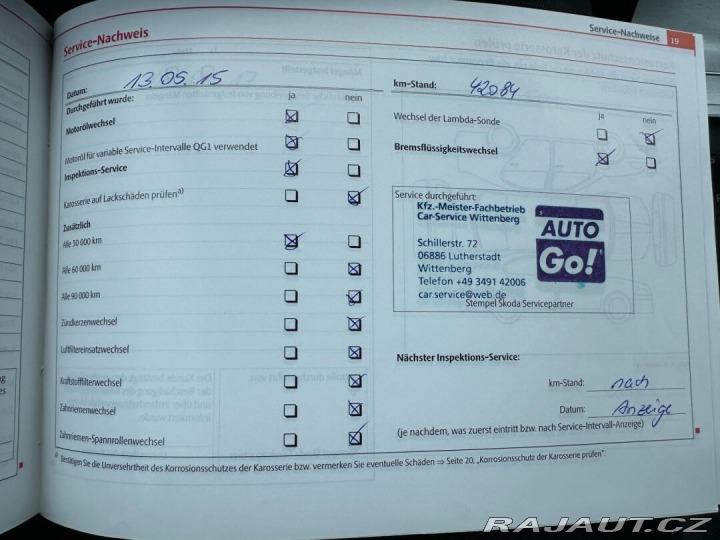 Service-Nachweise 19
Service-Nachweis
Datum: 13.05.15
km-Stand: 42084
Durchgeführt wurde: ja nein
Motorölwechsel
Motoröl für variable Service-Intervalle QG1 verwendet
Inspektions-Service
Karosserie auf Lackschäden prüfen a)
Zusätzlich
Alle 30 000 km
Alle 60 000 km
Alle 90 000 km
Zündkerzenwechsel
Luftfiltereinsatzwechsel
Kraftstofffilterwechsel
Zahnriemenwechsel
Zahnriemen-Spannrollenwechsel
ja nein
Wechsel der Lambda-Sonde
Bremsflüssigkeitswechsel
Service durchgeführt:
Kfz.-Meister-Fachbetrieb
Car-Service Wittenberg
Schillerstr. 72
06886 Lutherstadt
Wittenberg
Telefon +49 3491 42006
car.service@web.de
AUTO
Go!
Stempel Skoda Servicepartner
Nächster Inspektions-Service:
km-Stand: nach
Datum: Anzeige
(je nachdem, was zuerst eintritt bzw. nach Service-Intervall-Anzeige)
a) Bestätigen Sie die Unversehrtheit des Korrosionsschutzes der Karosserie bzw. vermerken Sie eventuelle Schäden ⇒ Seite 20, „Korrosionsschutz der Karosserie prüfen".
RAJAUT.CZ